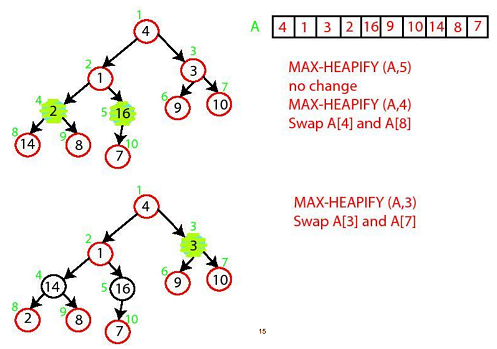 1
4
A 4 1 3 2 16 9 10 14 8 7
2 3
1 3
MAX-HEAPIFY (A,5)
no change
MAX-HEAPIFY (A,4)
Swap A[4] and A[8]
4 5 6 7
2 16 9 10
8 9 10
14 8 7
1
4
MAX-HEAPIFY (A,3)
Swap A[3] and A[7]
2 3
1 3
4 5 6 7
14 16 9 10
8 9 10
2 8 7
15